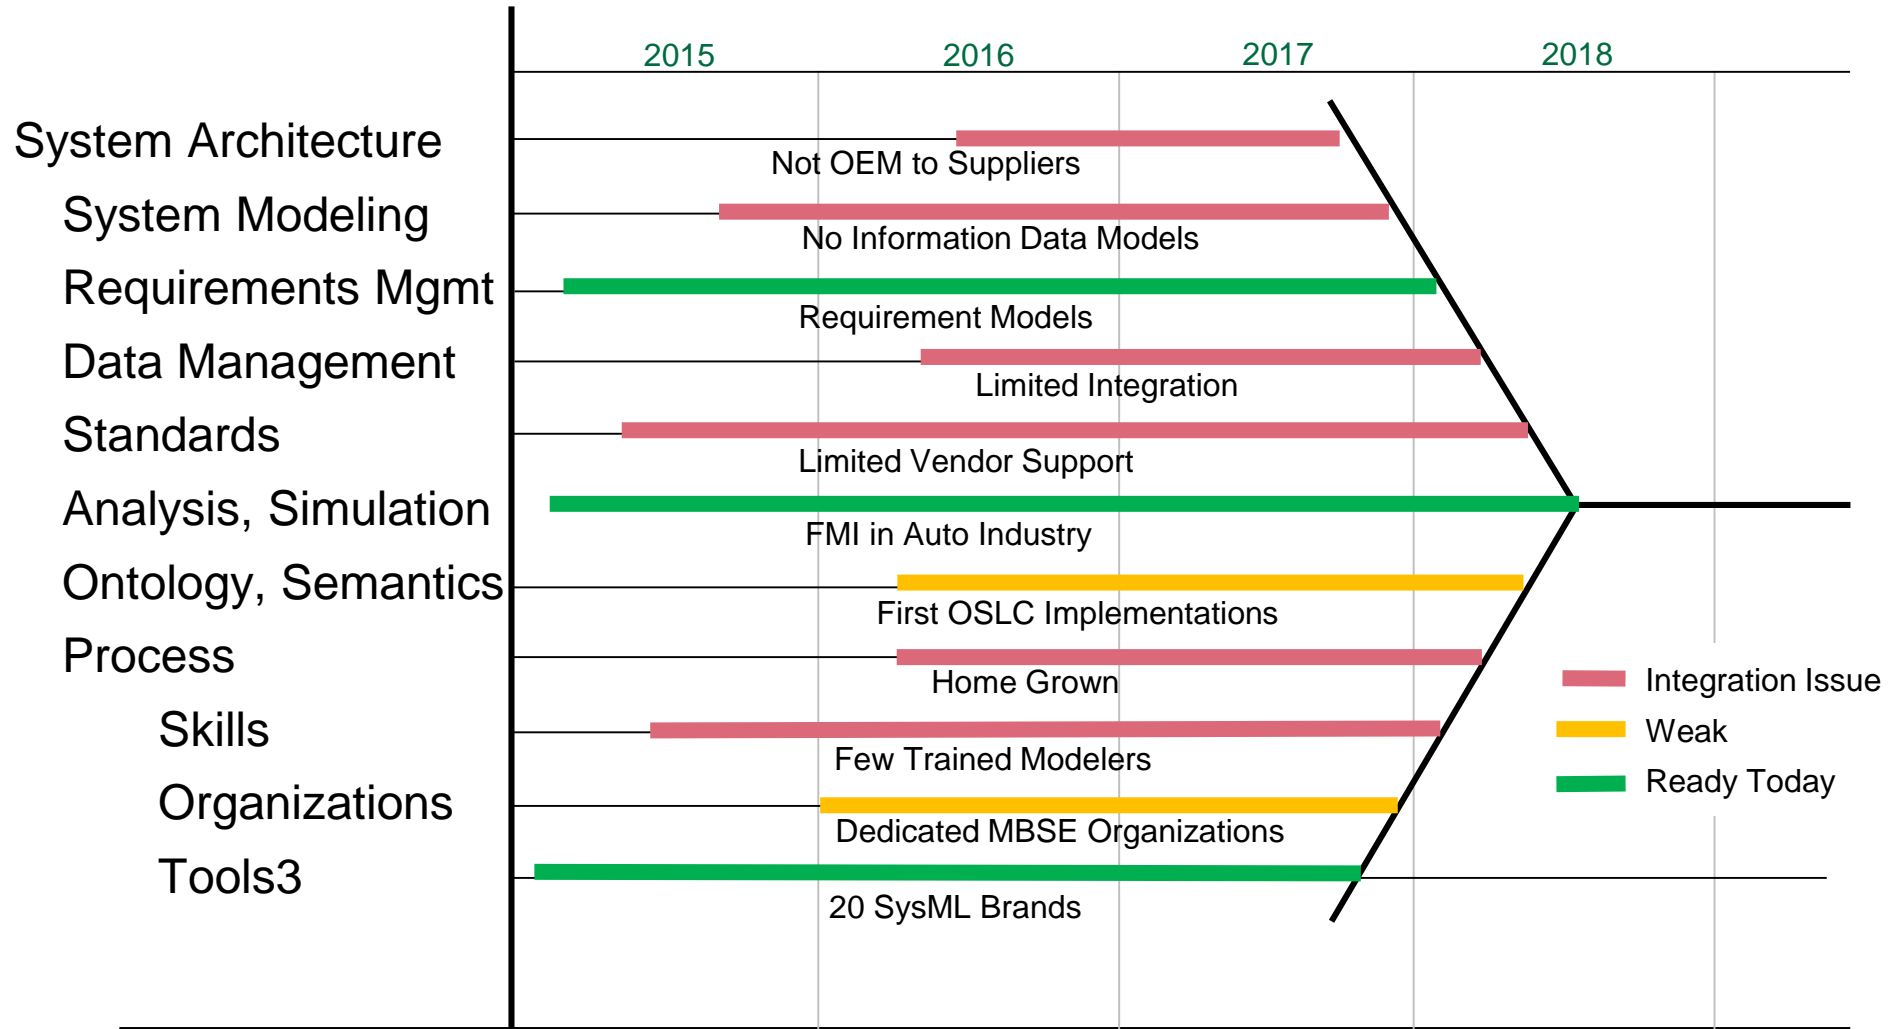 2015 2016 2017 2018
System Architecture
Not OEM to Suppliers
System Modeling
No Information Data Models
Requirements Mgmt
Requirement Models
Data Management
Limited Integration
Standards
Limited Vendor Support
Analysis, Simulation
FMI in Auto Industry
Ontology, Semantics
First OSLC Implementations
Process
Home Grown
Skills
Few Trained Modelers
Organizations
Dedicated MBSE Organizations
Tools3
20 SysML Brands
Integration Issue
Weak
Ready Today